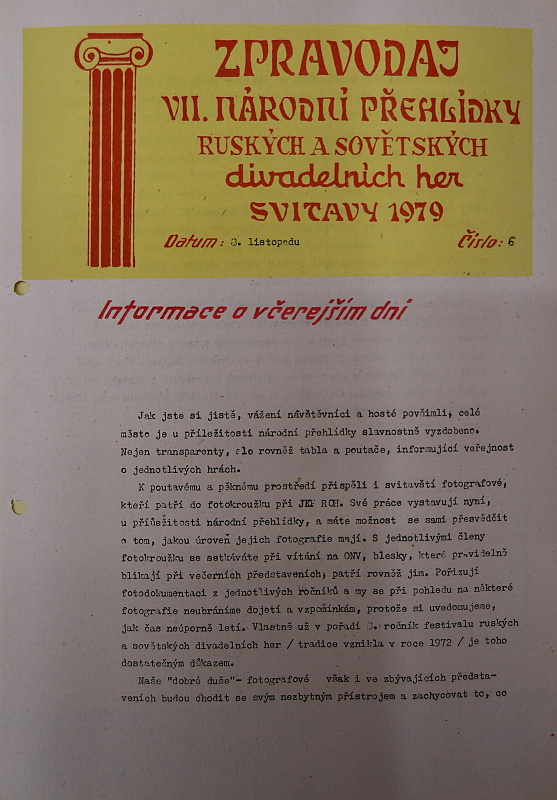 ZPRAVODAJ
VII. NÁRODNÍ PŘEHLÍDKY
RUSKÝCH A SOVĚTSKÝCH
divadelních her
SVITAVY 1979
Datum: 8. listopadu Číslo: 6
Informace o včerejším dni
Jak jste si jistě, vážení návštěvníci a hosté povšimli, celé
město je u příležitosti národní přehlídky slavnostně vyzdobeno.
Nejen transparenty, ale rovněž tabla a poutače, informující veřejnost
o jednotlivých hrách.
K poutavému a pěknému prostředí přispěli i svitavští fotografové,
kteří patří do fotokroužku při JKP ROH. Své práce vystavují nyní,
u příležitosti národní přehlídky, a máte možnost se sami přesvědčit
o tom, jakou úroveň jejich fotografie mají. S jednotlivými členy
fotokroužku se setkáváte při vítání na ONV, blesky, které pravidelně
blikají při večerních představeních, patří rovněž jim. Pořizují
fotodokumentaci z jednotlivých ročníků a my se při pohledu na některé
fotografie neubráníme dojetí a vzpomínkám, protože si uvědomujeme,
jak čas neúporně letí. Vlastně už v pořadí 8. ročník festivalu ruských
a sovětských divadelních her / tradice vznikla v roce 1972 / je toho
dostatečným důkazem.
Naše "dobré duše"- fotografové však i ve zbývajících předsta-
veních budou chodit se svým nezbytným přístrojem a zachycovat to, co